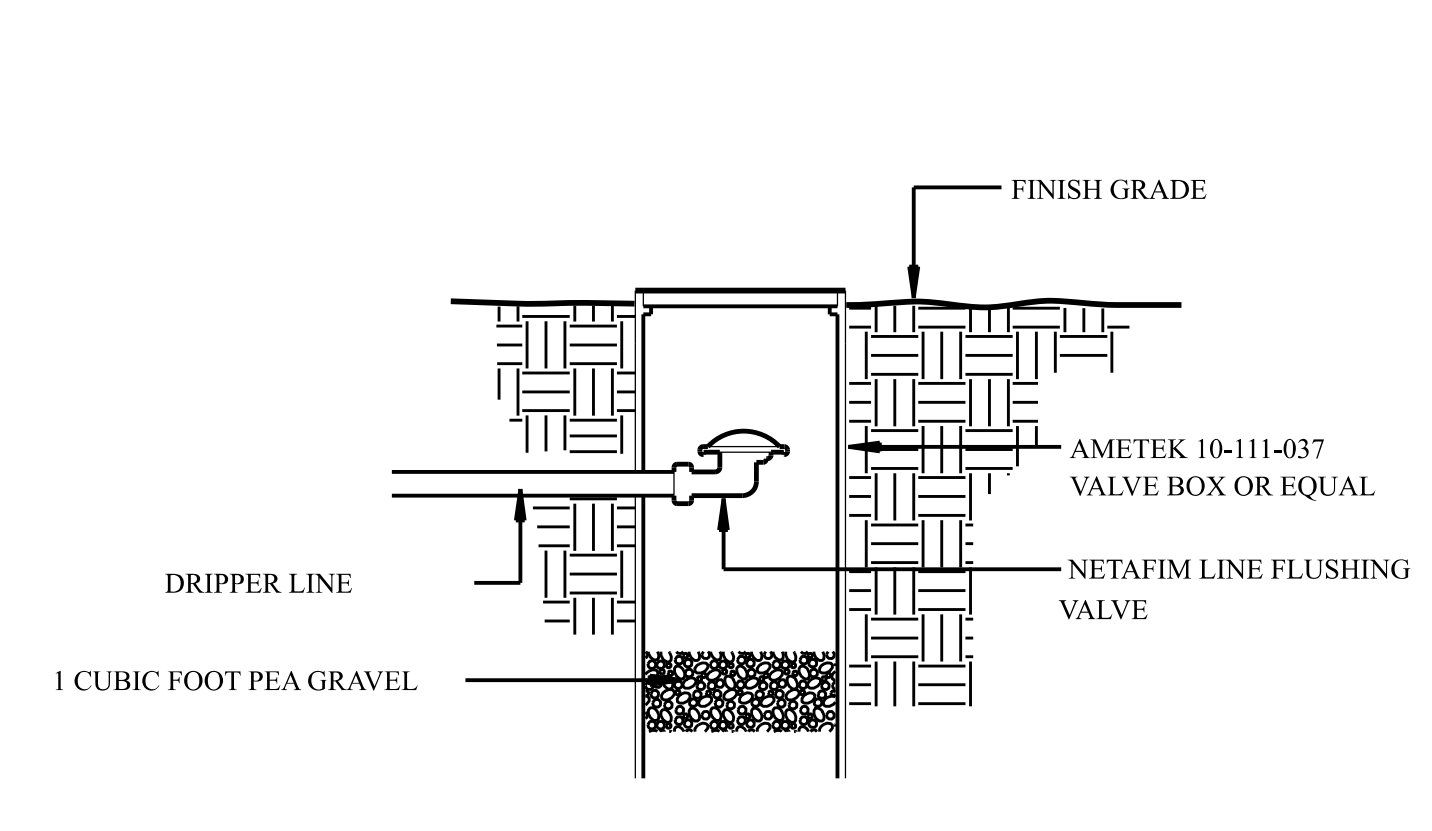 FINISH GRADE
AMETEK 10-111-037
VALVE BOX OR EQUAL
NETAFIM LINE FLUSHING
VALVE
DRIPPER LINE
1 CUBIC FOOT PEA GRAVEL